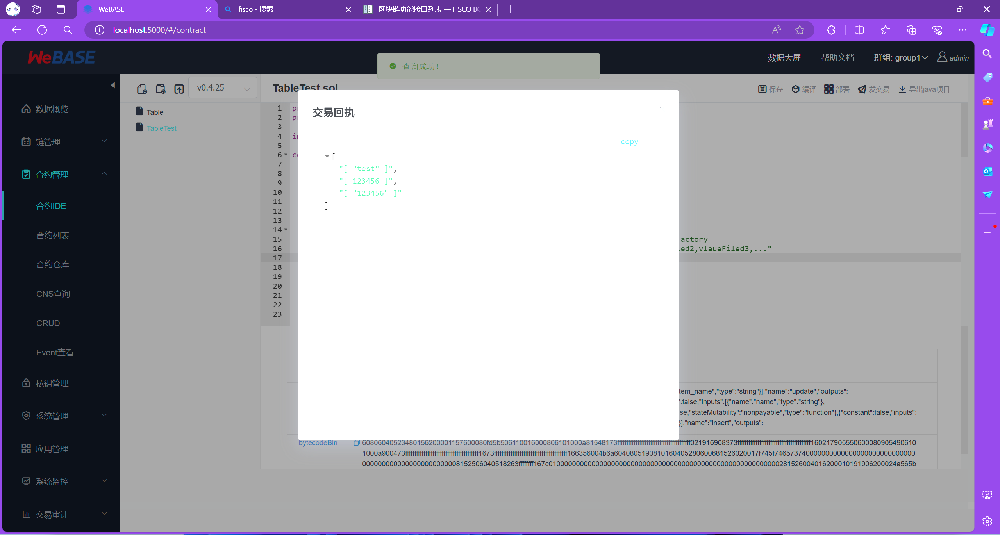 WeBASE
fisco - 搜索
区块链功能接口列表 — FISCO BC
localhost:5000/#/contract
WeBASE
查询成功!
数据大屏
帮助文档
群组: group1
admin
v0.4.25
TableTest.sol
保存
编译
部署
发交易
导出java项目
数据概览
链管理
合约管理
合约IDE
合约列表
合约仓库
CNS查询
CRUD
Event查看
私钥管理
系统管理
应用管理
系统监控
交易审计
Table
TableTest
1
2
3
4
5
6
7
8
9
10
11
12
13
14
15
16
17
18
19
20
21
22
23
交易回执
copy
[
"[ "test" ]",
"[ 123456 ]",
"[ "123456" ]"
]
Factory
led2,vlaueFiled3,..."
tem_name","type":"string"}],"name":"update","outputs":
":false,"inputs":[{"name":"name","type":"string"},
lse,"stateMutability":"nonpayable","type":"function"},{"constant":false,"inputs":
}],"name":"insert","outputs":
bytecodeBin